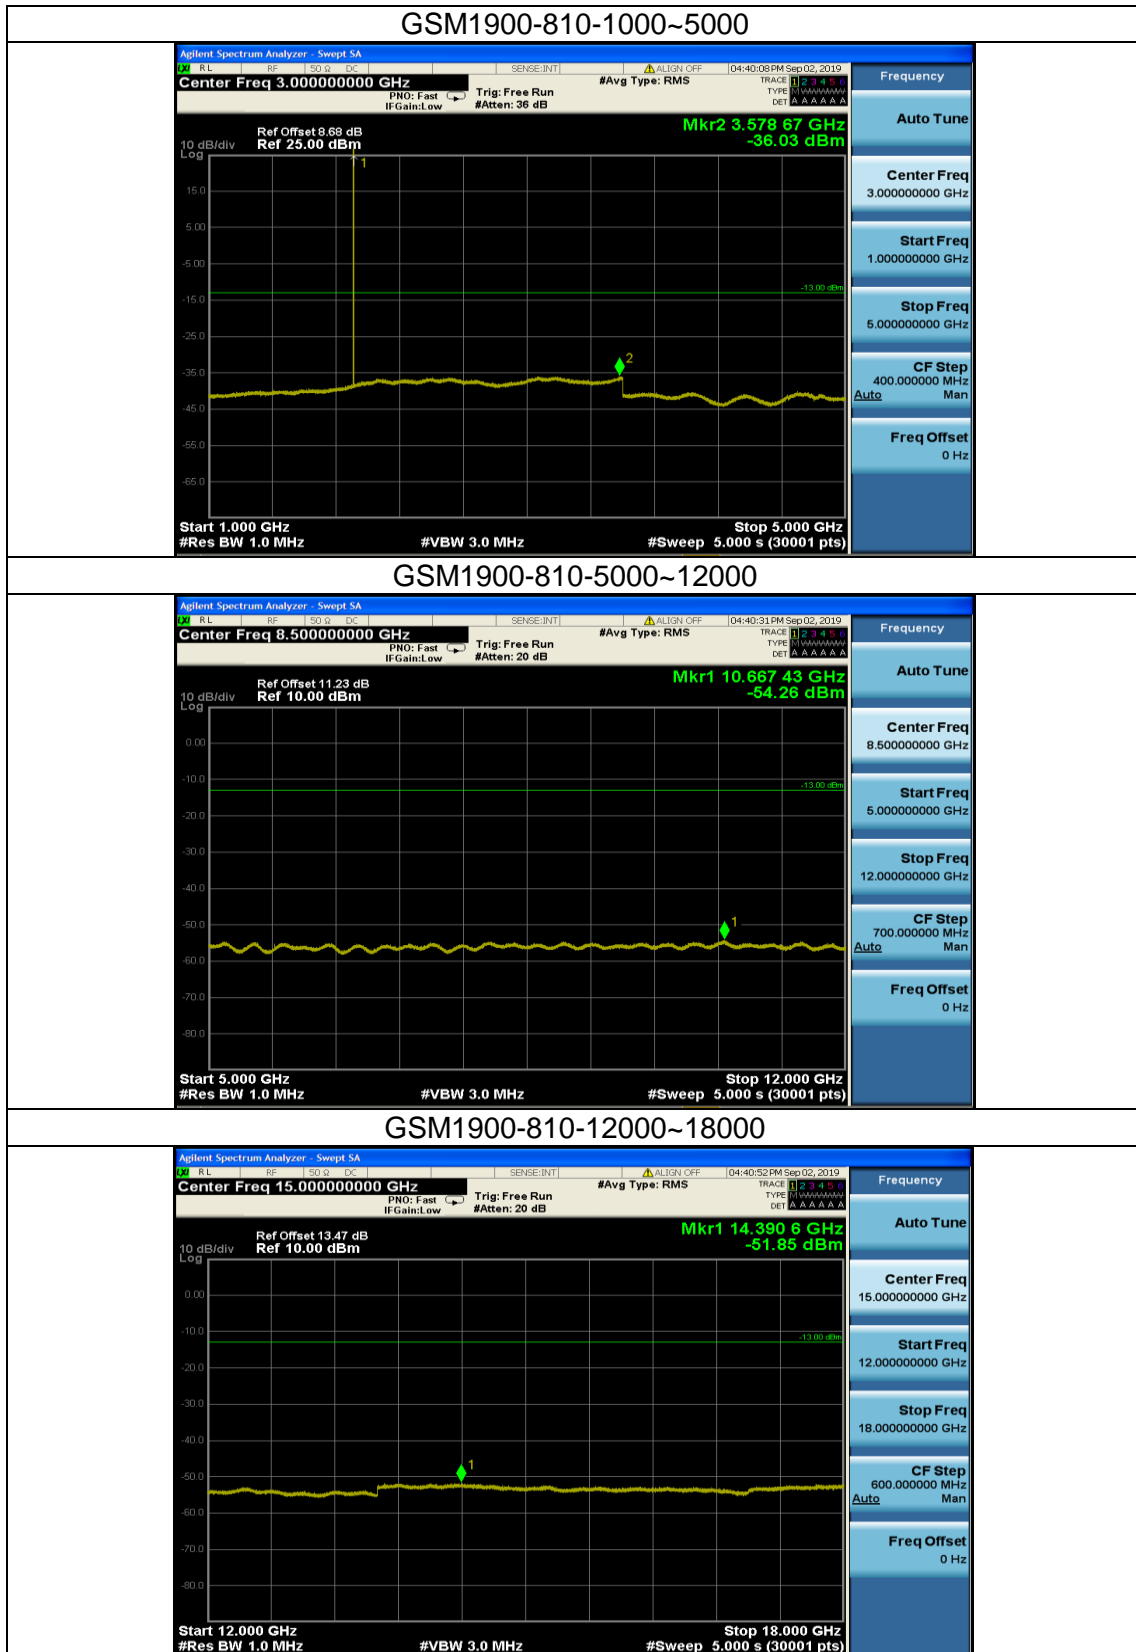 GSM1900-810-1000~5000
Agilent Spectrum Analyzer - Swept SA
LXI RL RF 50 Ω DC SENSE:INT ALIGN OFF 04:40:08 PM Sep 02, 2019
Center Freq 3.000000000 GHz #Avg Type: RMS TRACE 1 2 3 4 5 6
PNO: Fast Trig: Free Run TYPE M WWWWW
IFGain:Low #Atten: 36 dB DET A A A A A A
Frequency
Mkr2 3.578 67 GHz
-36.03 dBm
Ref Offset 8.68 dB
10 dB/div Ref 25.00 dBm
Log
1
15.0
5.00
-5.00
-13.00 dBm
-15.0
-25.0
2
-35.0
-45.0
-55.0
-65.0
Start 1.000 GHz Stop 5.000 GHz
#Res BW 1.0 MHz #VBW 3.0 MHz #Sweep 5.000 s (30001 pts)
Auto Tune
Center Freq
3.000000000 GHz
Start Freq
1.000000000 GHz
Stop Freq
5.000000000 GHz
CF Step
400.000000 MHz
Auto Man
Freq Offset
0 Hz
GSM1900-810-5000~12000
Agilent Spectrum Analyzer - Swept SA
LXI RL RF 50 Ω DC SENSE:INT ALIGN OFF 04:40:31 PM Sep 02, 2019
Center Freq 8.500000000 GHz #Avg Type: RMS TRACE 1 2 3 4 5 6
PNO: Fast Trig: Free Run TYPE M WWWWW
IFGain:Low #Atten: 20 dB DET A A A A A A
Frequency
Mkr1 10.667 43 GHz
-54.26 dBm
Ref Offset 11.23 dB
10 dB/div Ref 10.00 dBm
Log
0.00
-10.0
-13.00 dBm
-20.0
-30.0
-40.0
-50.0
1
-60.0
-70.0
-80.0
Start 5.000 GHz Stop 12.000 GHz
#Res BW 1.0 MHz #VBW 3.0 MHz #Sweep 5.000 s (30001 pts)
Auto Tune
Center Freq
8.500000000 GHz
Start Freq
5.000000000 GHz
Stop Freq
12.000000000 GHz
CF Step
700.000000 MHz
Auto Man
Freq Offset
0 Hz
GSM1900-810-12000~18000
Agilent Spectrum Analyzer - Swept SA
LXI RL RF 50 Ω DC SENSE:INT ALIGN OFF 04:40:52 PM Sep 02, 2019
Center Freq 15.000000000 GHz #Avg Type: RMS TRACE 1 2 3 4 5 6
PNO: Fast Trig: Free Run TYPE M WWWWW
IFGain:Low #Atten: 20 dB DET A A A A A A
Frequency
Mkr1 14.390 6 GHz
-51.85 dBm
Ref Offset 13.47 dB
10 dB/div Ref 10.00 dBm
Log
0.00
-10.0
-13.00 dBm
-20.0
-30.0
-40.0
-50.0
1
-60.0
-70.0
-80.0
Start 12.000 GHz Stop 18.000 GHz
#Res BW 1.0 MHz #VBW 3.0 MHz #Sweep 5.000 s (30001 pts)
Auto Tune
Center Freq
15.000000000 GHz
Start Freq
12.000000000 GHz
Stop Freq
18.000000000 GHz
CF Step
600.000000 MHz
Auto Man
Freq Offset
0 Hz